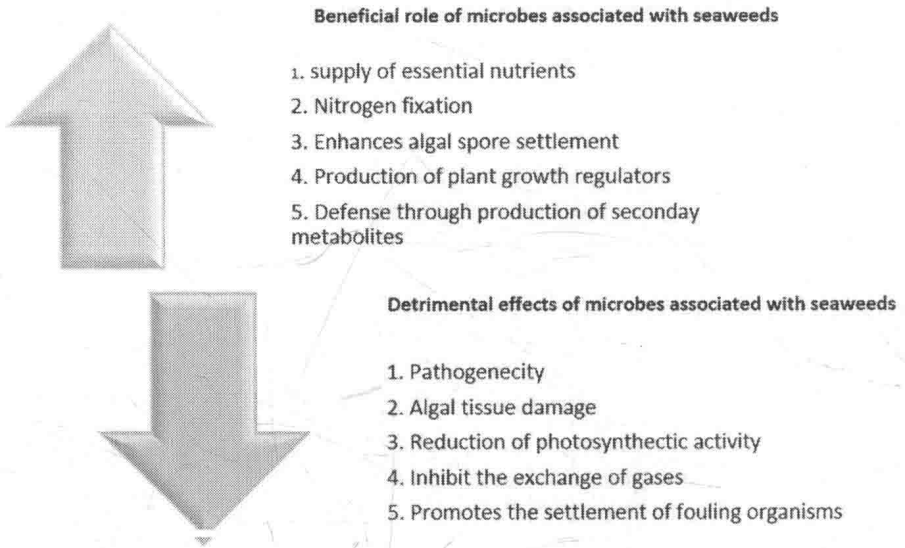 Beneficial role of microbes associated with seaweeds
1. supply of essential nutrients
2. Nitrogen fixation
3. Enhances algal spore settlement
4. Production of plant growth regulators
5. Defense through production of seconday
metabolites
Detrimental effects of microbes associated with seaweeds
1. Pathogenecity
2. Algal tissue damage
3. Reduction of photosynthectic activity
4. Inhibit the exchange of gases
5. Promotes the settlement of fouling organisms